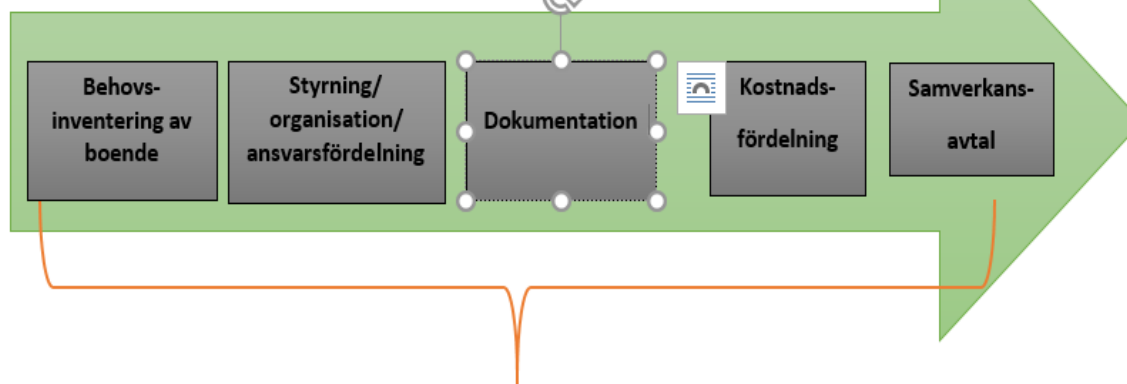 Behovs-
inventering av
boende
Styrning/
organisation/
ansvarsfördelning
Dokumentation
Kostnads-
fördelning
Samverkans-
avtal